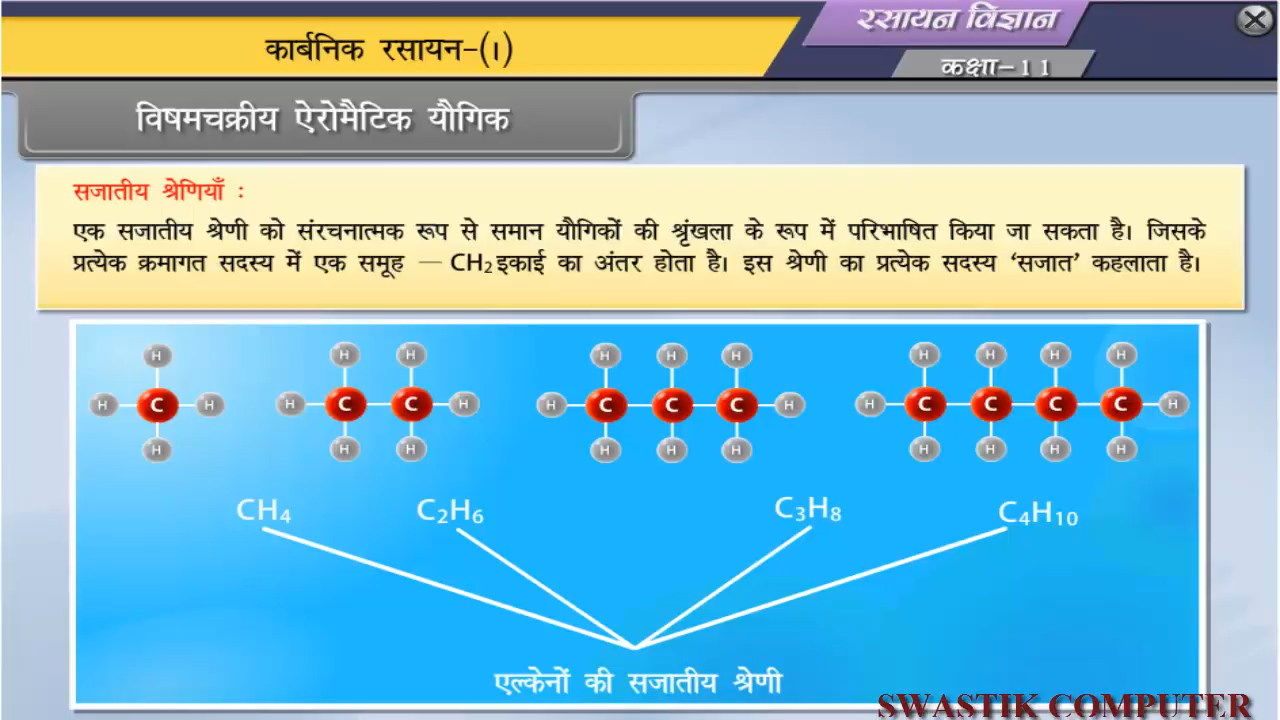 रसायन विज्ञान
कार्बनिक रसायन-(।)
कक्षा-11
विषमचक्रीय ऐरोमैटिक यौगिक
सजातीय श्रेणियाँ :
एक सजातीय श्रेणी को संरचनात्मक रूप से समान यौगिकों की श्रृंखला के रूप में परिभाषित किया जा सकता है। जिसके
प्रत्येक क्रमागत सदस्य में एक समूह — CH₂ इकाई का अंतर होता है। इस श्रेणी का प्रत्येक सदस्य ‘सजात’ कहलाता है।
H H H H H H H H H H
H C H H C C H H C C C H H C C C C H
H H H H H H H H H H
CH₄ C₂H₆ C₃H₈ C₄H₁₀
एल्केनों की सजातीय श्रेणी
SWASTIK COMPUTER